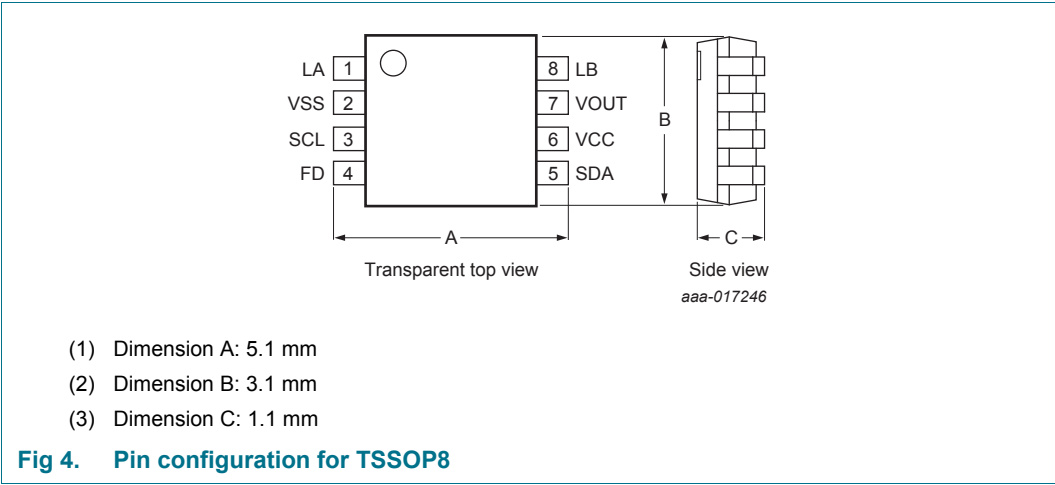 LA 1 8 LB
VSS 2 7 VOUT
B
SCL 3 6 VCC
FD 4 5 SDA
A C
Transparent top view Side view
aaa-017246
(1) Dimension A: 5.1 mm
(2) Dimension B: 3.1 mm
(3) Dimension C: 1.1 mm
Fig 4. Pin configuration for TSSOP8